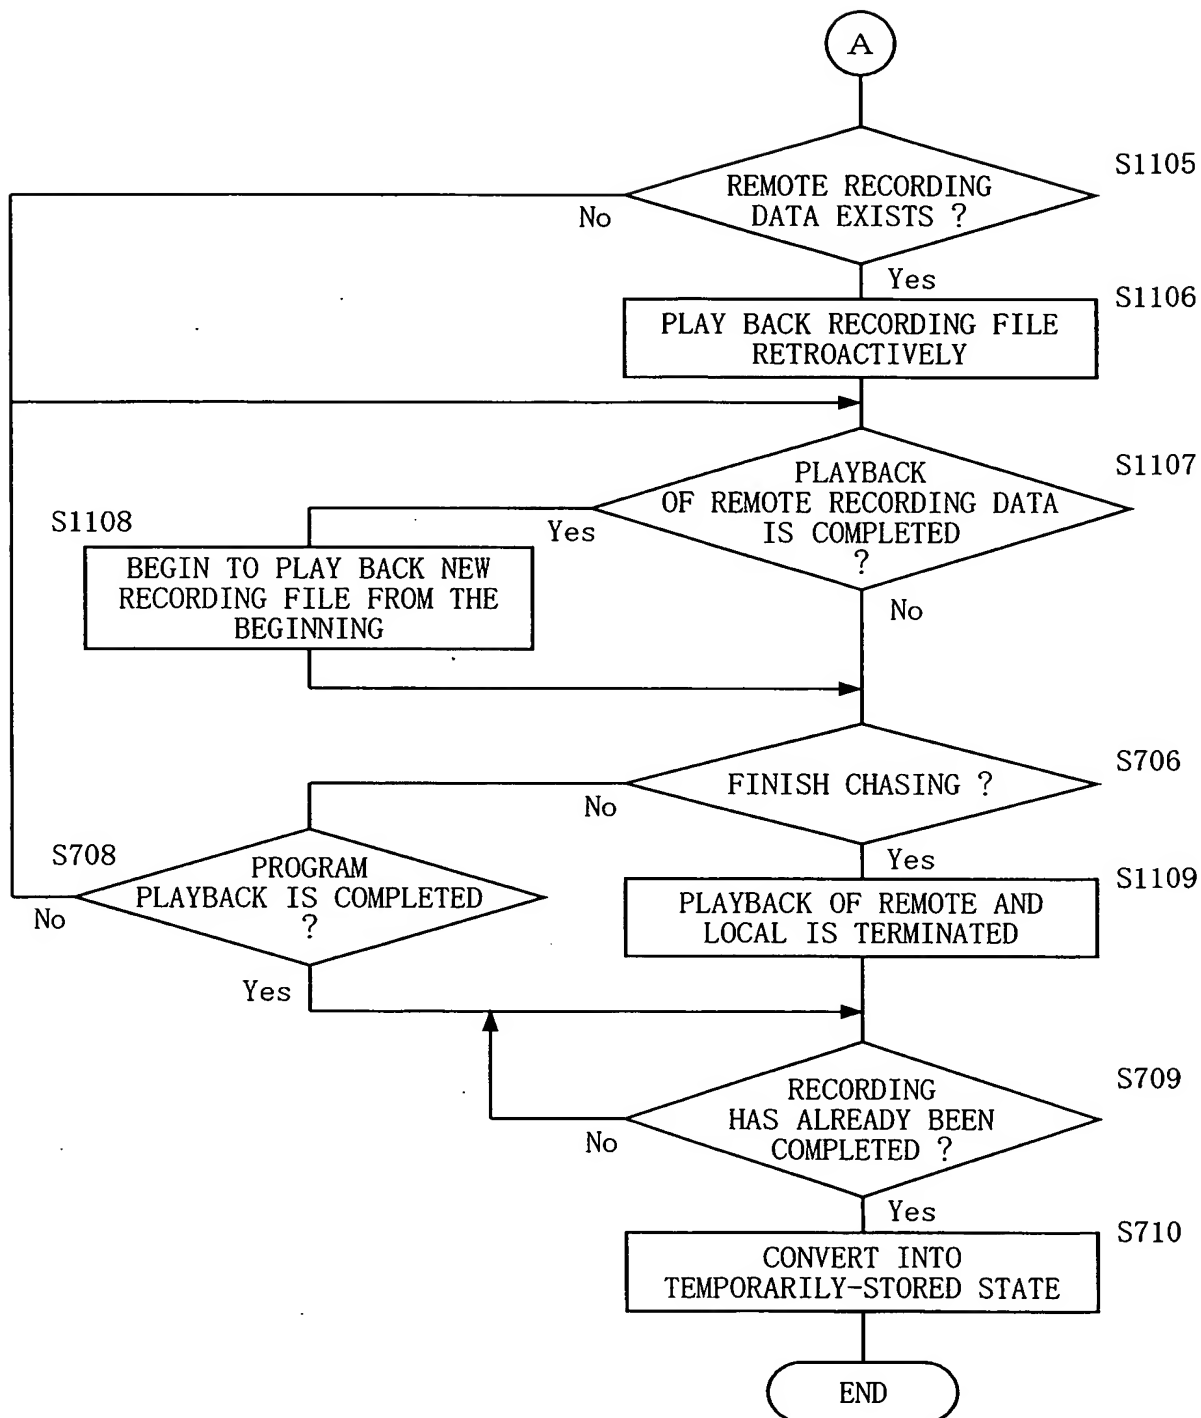 A
S1105
REMOTE RECORDING
DATA EXISTS ?
No
Yes
S1106
PLAY BACK RECORDING FILE
RETROACTIVELY
S1107
PLAYBACK
OF REMOTE RECORDING DATA
IS COMPLETED
?
Yes
No
S1108
BEGIN TO PLAY BACK NEW
RECORDING FILE FROM THE
BEGINNING
S706
FINISH CHASING ?
No
Yes
S708
PROGRAM
PLAYBACK IS COMPLETED
?
No
Yes
S1109
PLAYBACK OF REMOTE AND
LOCAL IS TERMINATED
S709
RECORDING
HAS ALREADY BEEN
COMPLETED ?
No
Yes
S710
CONVERT INTO
TEMPORARILY-STORED STATE
END